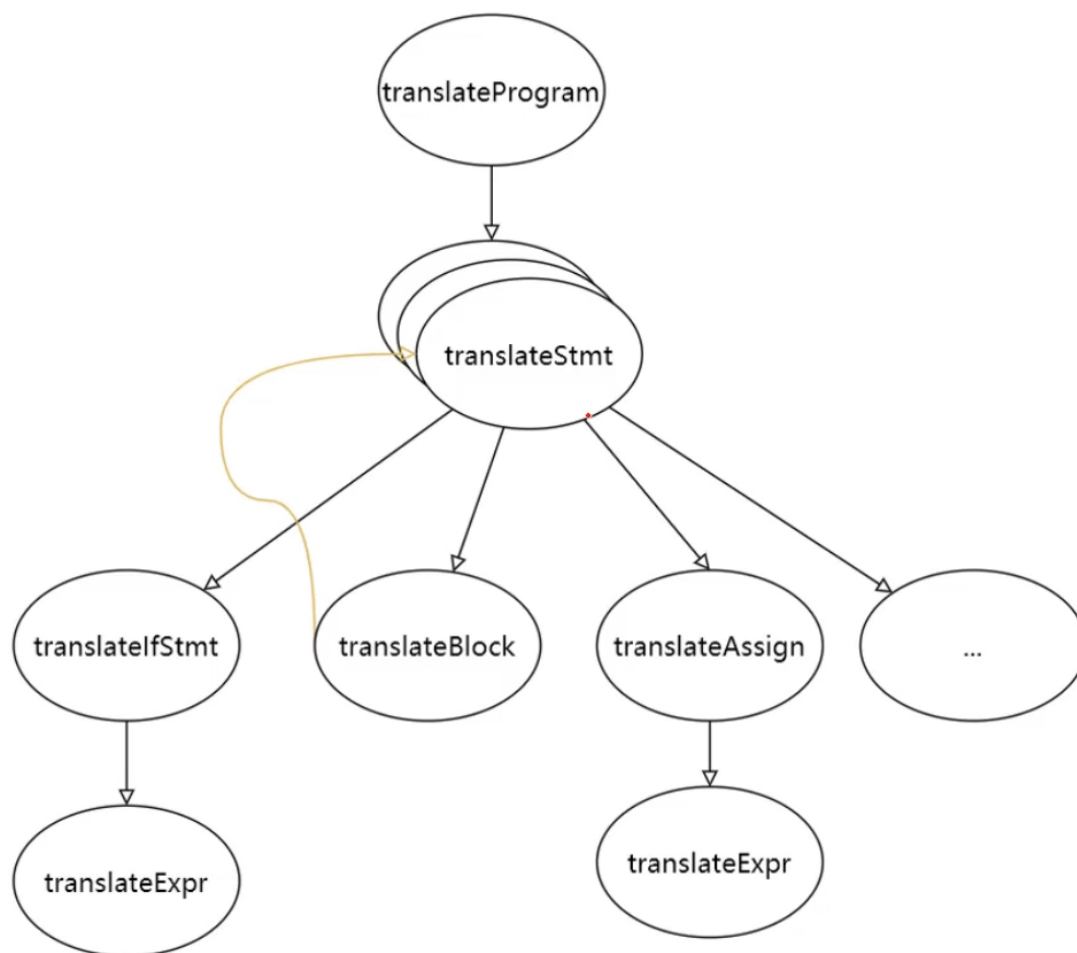 translateProgram
translateStmt
translateIfStmt
translateBlock
translateAssign
...
translateExpr
translateExpr